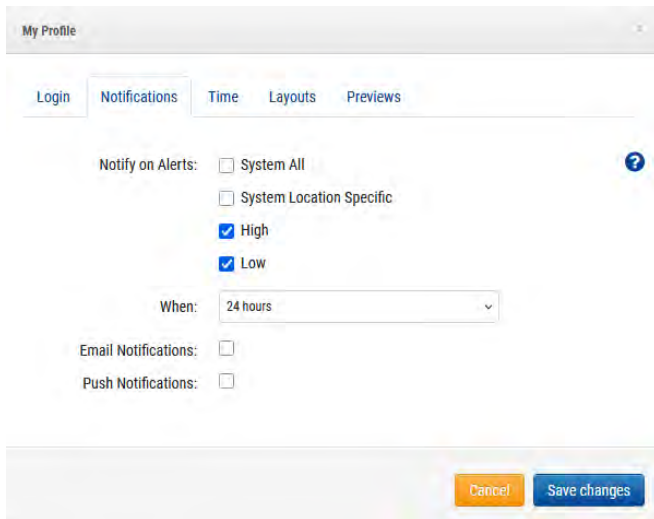 My Profile
×
Login Notifications Time Layouts Previews
Notify on Alerts: System All
?
System Location Specific
High
Low
When: 24 hours
Email Notifications:
Push Notifications:
Cancel Save changes